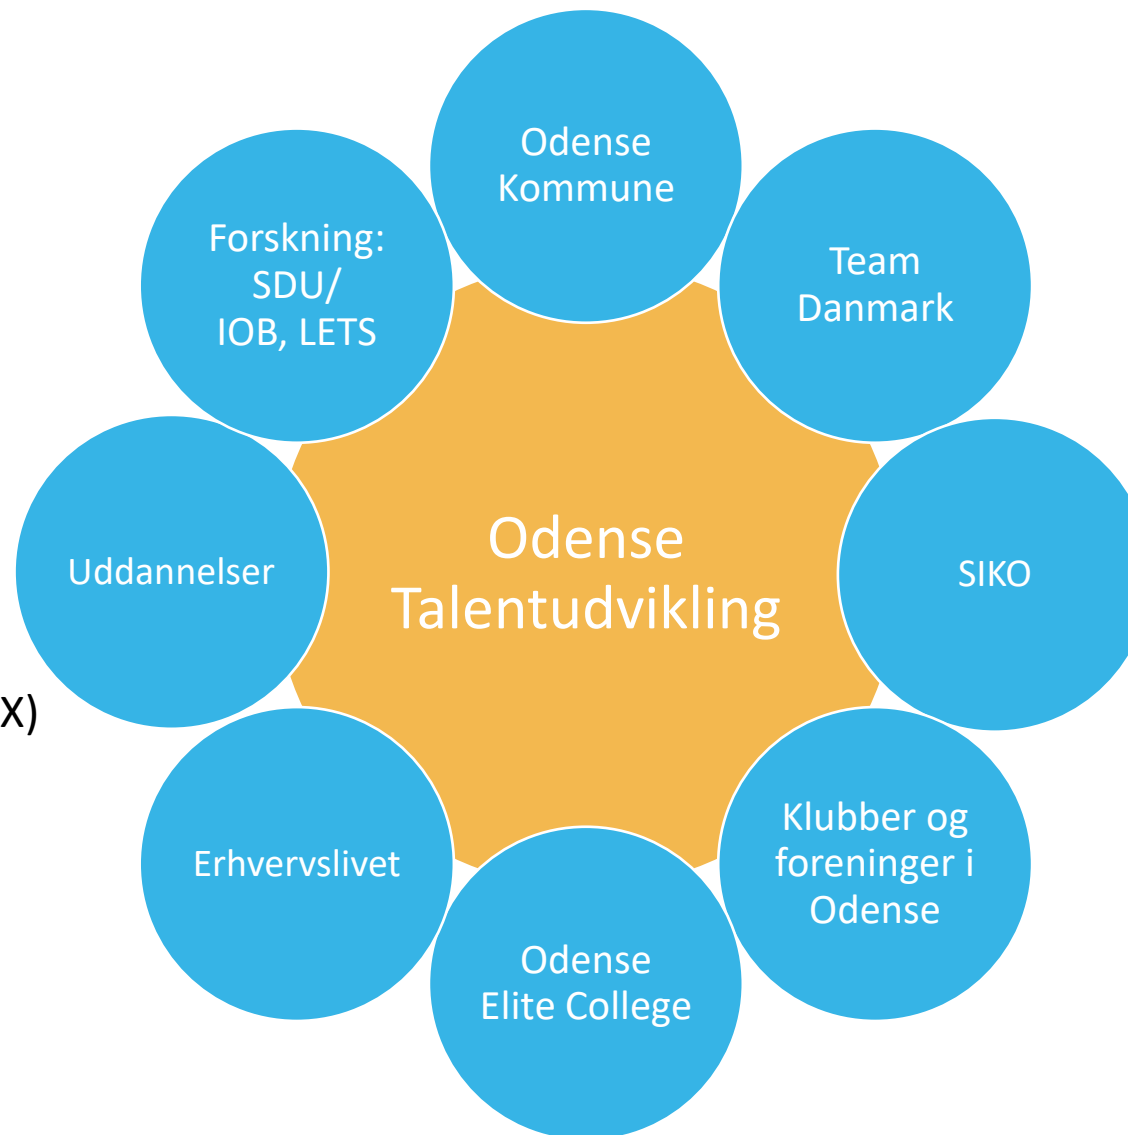 Odense
Kommune
Team
Danmark
SIKO
Klubber og
foreninger i
Odense
Odense
Elite College
Erhvervslivet
Uddannelser
Forskning:
SDU/
IOB, LETS
Odense
Talentudvikling
X)